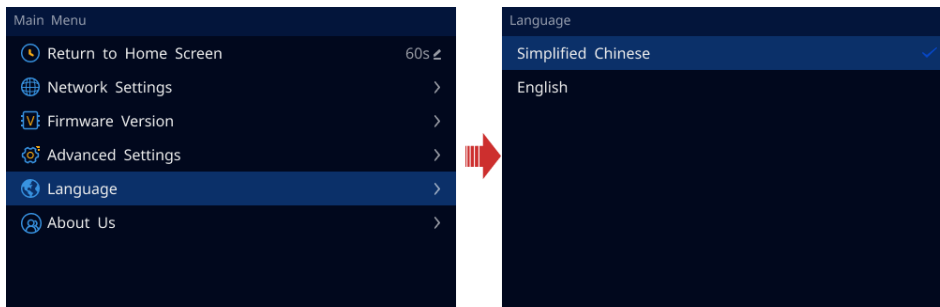 Main Menu
Return to Home Screen 60s
Network Settings
Firmware Version
Advanced Settings
Language
About Us
Language
Simplified Chinese
English